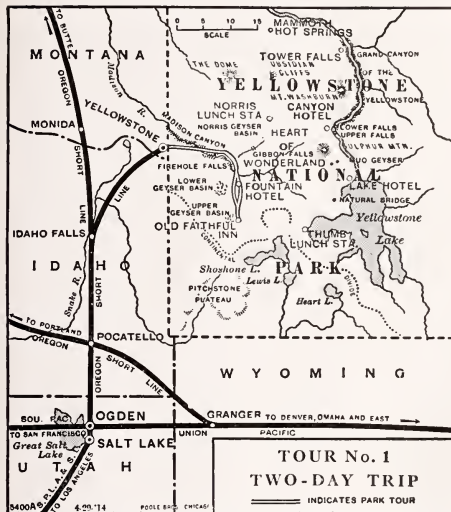 TO BUTTE
0 5 10 15
SCALE
MAMMOTH
HOT SPRINGS
MONTANA
Madison R.
OREGON
TOWER FALLS
GRAND CANYON
OF THE
YELLOWSTONE
THE DOME
OBSIDIAN
CLIFFS
MT. WASHBURN
YELLOWSTONE
NORRIS
LUNCH STA.
CANYON
HOTEL
NORRIS GEYSER
BASIN
YELLOWSTONE
MADISON CANYON
MONIDA
HEART
OF
WONDERLAND
LOWER FALLS
UPPER FALLS
SULPHUR MTN.
GIBBON FALLS
MUD GEYSER
FIREHOLE FALLS
NATIONAL
SHORT
LINE
LINE
LOWER
GEYSER BASIN
FOUNTAIN
HOTEL
LAKE HOTEL
NATURAL BRIDGE
UPPER
GEYSER BASIN
Yellowstone
Lake
OLD FAITHFUL
INN
THUMB
LUNCH STA.
IDAHO FALLS
CONTINENTAL
DIVIDE
IDAHO
Shoshone L.
Lewis L.
PARK
Snake R.
SHORT
PITCHSTONE
PLATEAU
Heart L.
TO PORTLAND
OREGON
POCATELLO
SHORT
LINE
OREGON
WYOMING
SOU. PAC.
OGDEN
GRANGER
TO DENVER, OMAHA AND EAST
TO SAN FRANCISCO
UNION
PACIFIC
Great Salt
Lake
SALT LAKE
UTAH
S.P., L.A. & S.L.
TO LOS ANGELES
TOUR No. 1
TWO-DAY TRIP
INDICATES PARK TOUR
5400A
4-29-'14
POOLE BROS. CHICAGO